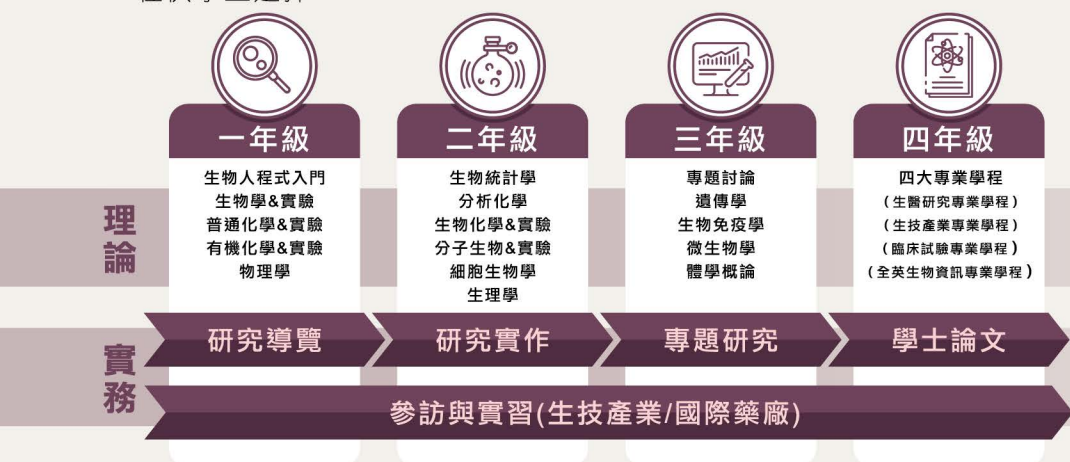 一年級
生物人程式入門
生物學&實驗
普通化學&實驗
有機化學&實驗
物理學
二年級
生物統計學
分析化學
生物化學&實驗
分子生物&實驗
細胞生物學
生理學
三年級
專題討論
遺傳學
生物免疫學
微生物學
體學概論
四年級
四大專業學程
(生醫研究專業學程)
(生技產業專業學程)
(臨床試驗專業學程)
(全英生物資訊專業學程)
理論
實務
研究導覽
研究實作
專題研究
學士論文
參訪與實習(生技產業/國際藥廠)